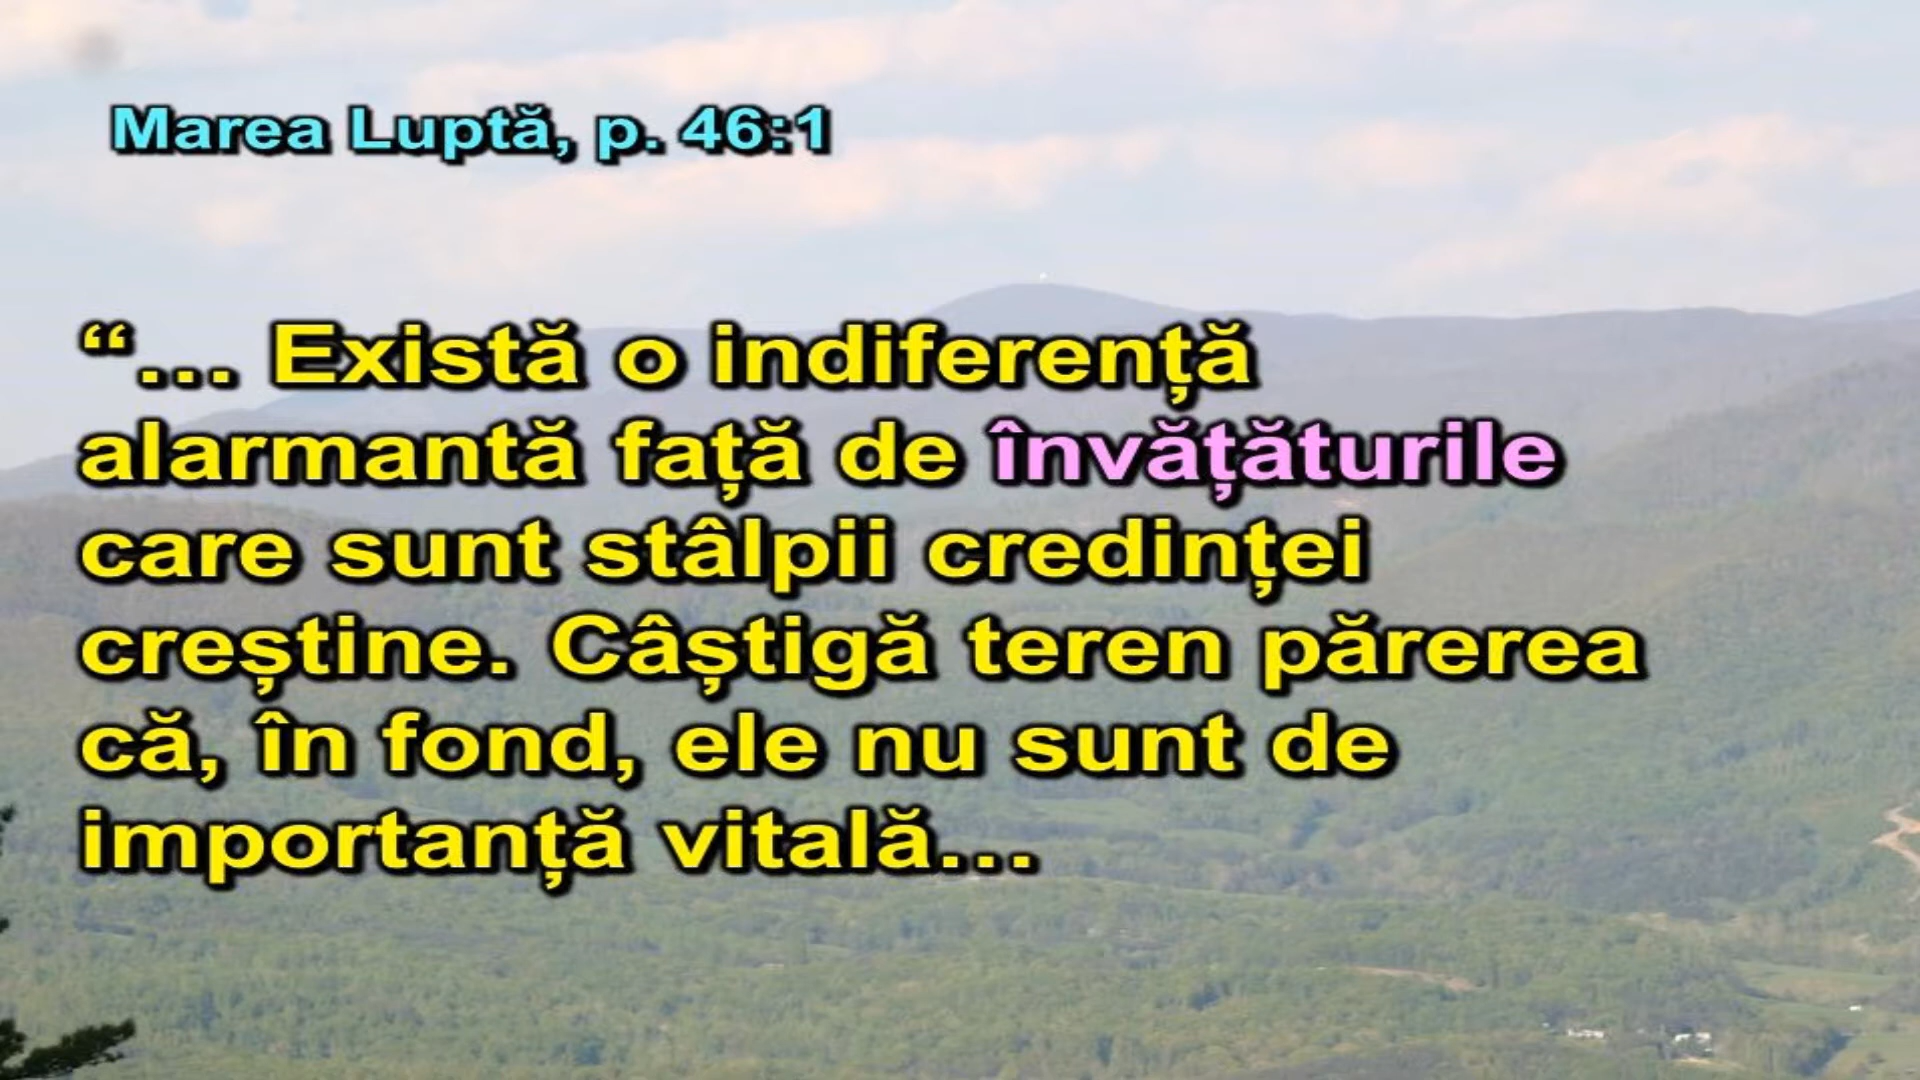 Marea Luptă, p. 46:1
“… Există o indiferență
alarmantă față de învățăturile
care sunt stâlpii credinței
creștine. Câștigă teren părerea
că, în fond, ele nu sunt de
importanță vitală…